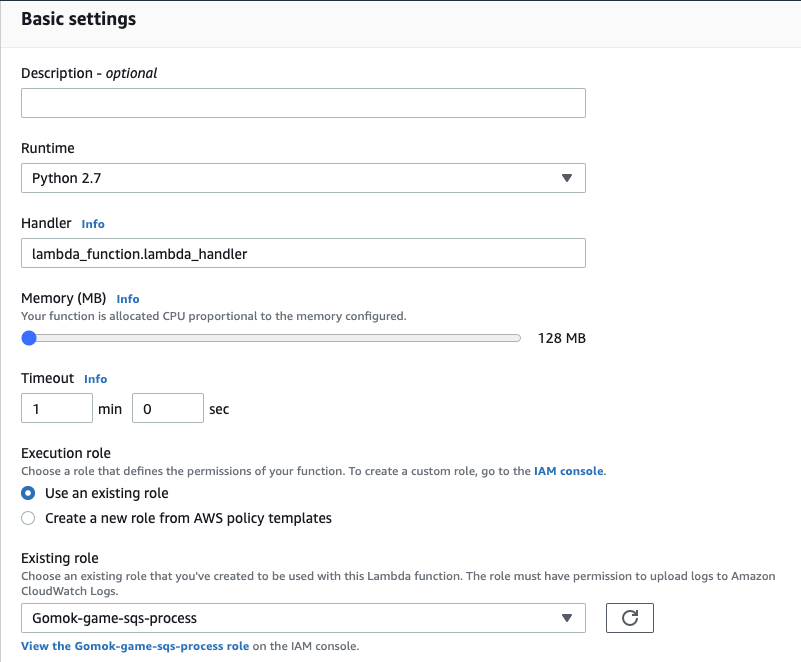 Basic settings
Description - optional
Runtime
Python 2.7
Handler Info
lambda_function.lambda_handler
Memory (MB) Info
Your function is allocated CPU proportional to the memory configured.
128 MB
Timeout Info
1 min 0 sec
Execution role
Choose a role that defines the permissions of your function. To create a custom role, go to the IAM console.
Use an existing role
Create a new role from AWS policy templates
Existing role
Choose an existing role that you've created to be used with this Lambda function. The role must have permission to upload logs to Amazon
CloudWatch Logs.
Gomok-game-sqs-process
View the Gomok-game-sqs-process role on the IAM console.